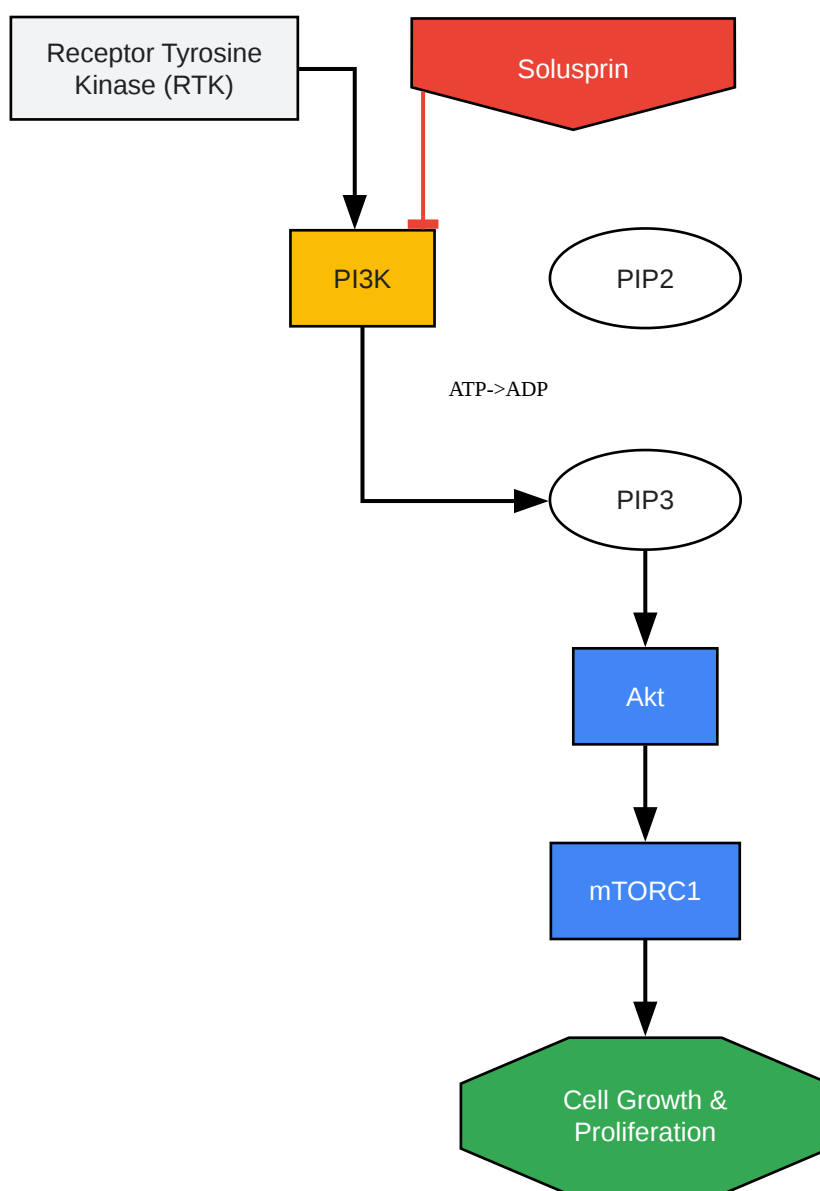 Receptor Tyrosine
Kinase (RTK)
Solusprin
PI3K
PIP2
ATP->ADP
PIP3
Akt
mTORC1
Cell Growth &
Proliferation